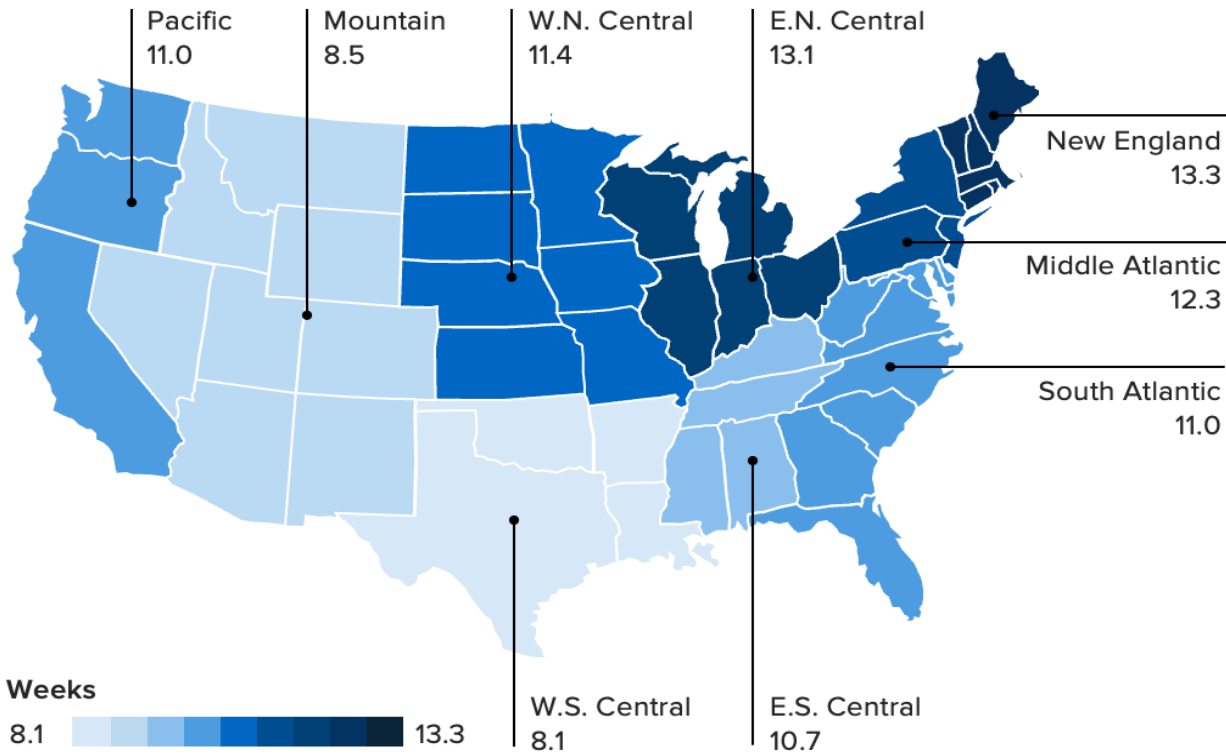 Pacific
11.0
Mountain
8.5
W.N. Central
11.4
E.N. Central
13.1
New England
13.3
Middle Atlantic
12.3
South Atlantic
11.0
Weeks
8.1
13.3
W.S. Central
8.1
E.S. Central
10.7